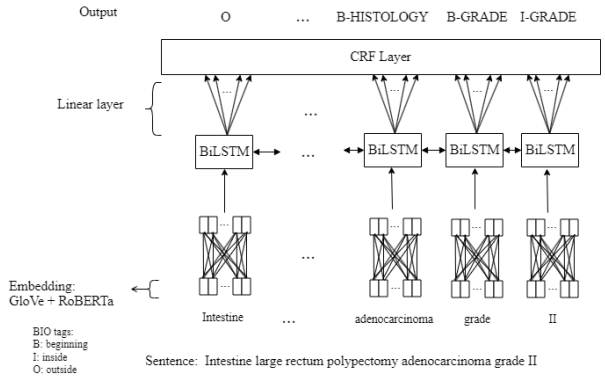 Output O ... B-HISTOLOGY B-GRADE I-GRADE
CRF Layer
... ... ... ...
Linear layer
...
BiLSTM ... BiLSTM BiLSTM BiLSTM
... ... ... ...
...
... ... ... ...
Embedding:
GloVe + RoBERTa
Intestine ... adenocarcinoma grade II
BIO tags:
B: beginning
I: inside
O: outside
Sentence: Intestine large rectum polypectomy adenocarcinoma grade II